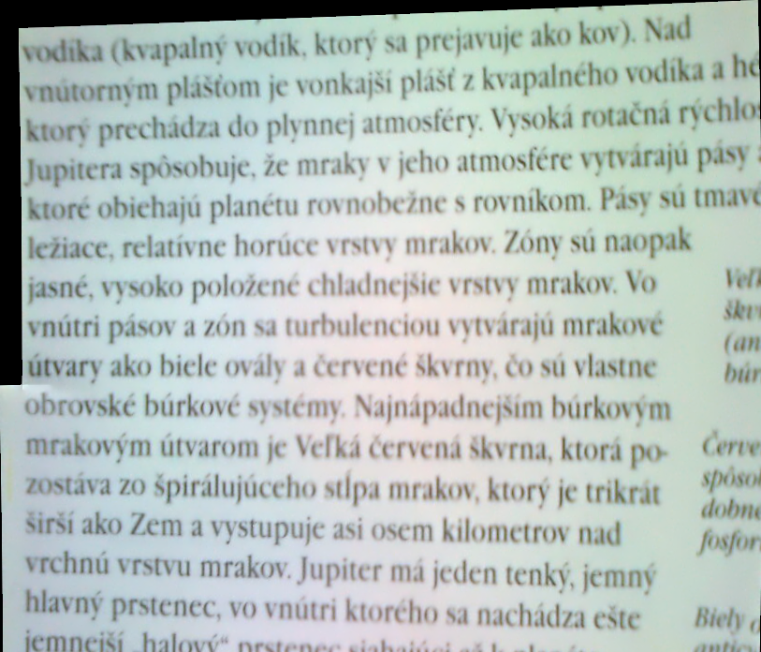 vodíka (kvapalný vodík, ktorý sa prejavuje ako kov). Nad
vnútorným plášťom je vonkajší plášť z kvapalného vodíka a hé
ktorý prechádza do plynnej atmosféry. Vysoká rotačná rýchlos
Jupitera spôsobuje, že mraky v jeho atmosfére vytvárajú pásy a
ktoré obiehajú planétu rovnobežne s rovníkom. Pásy sú tmavé
ležiace, relatívne horúce vrstvy mrakov. Zóny sú naopak
jasné, vysoko položené chladnejšie vrstvy mrakov. Vo
vnútri pásov a zón sa turbulenciou vytvárajú mrakové
útvary ako biele ovály a červené škvrny, čo sú vlastne
obrovské búrkové systémy. Najnápadnejším búrkovým
mrakovým útvarom je Veľká červená škvrna, ktorá po-
zostáva zo špirálujúceho stĺpa mrakov, ktorý je trikrát
širší ako Zem a vystupuje asi osem kilometrov nad
vrchnú vrstvu mrakov. Jupiter má jeden tenký, jemný
hlavný prstenec, vo vnútri ktorého sa nachádza ešte
jemnejší „halový“ prstenec
Veľk
škvr
(an
búr
Červe
spôsob
dobne
fosfor
Biely